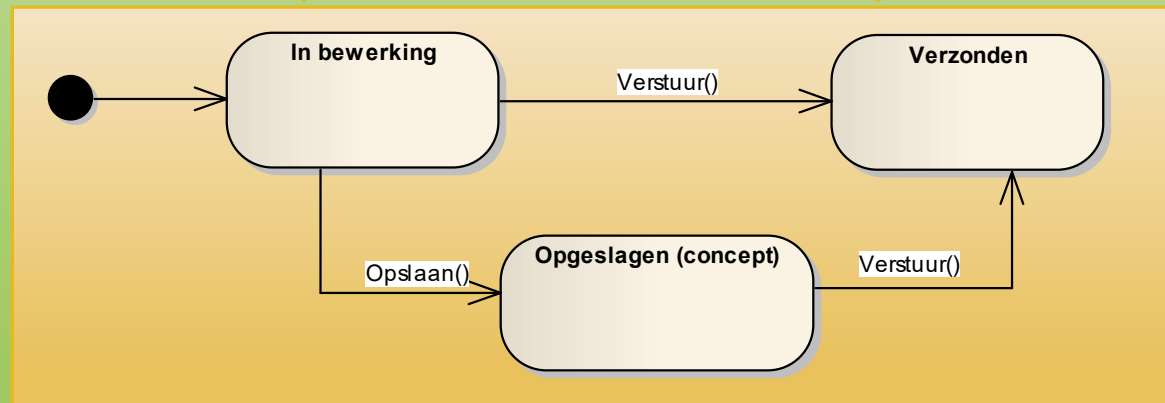 In bewerking
Verzonden
Verstuur()
Opgeslagen (concept)
Verstuur()
Opslaan()